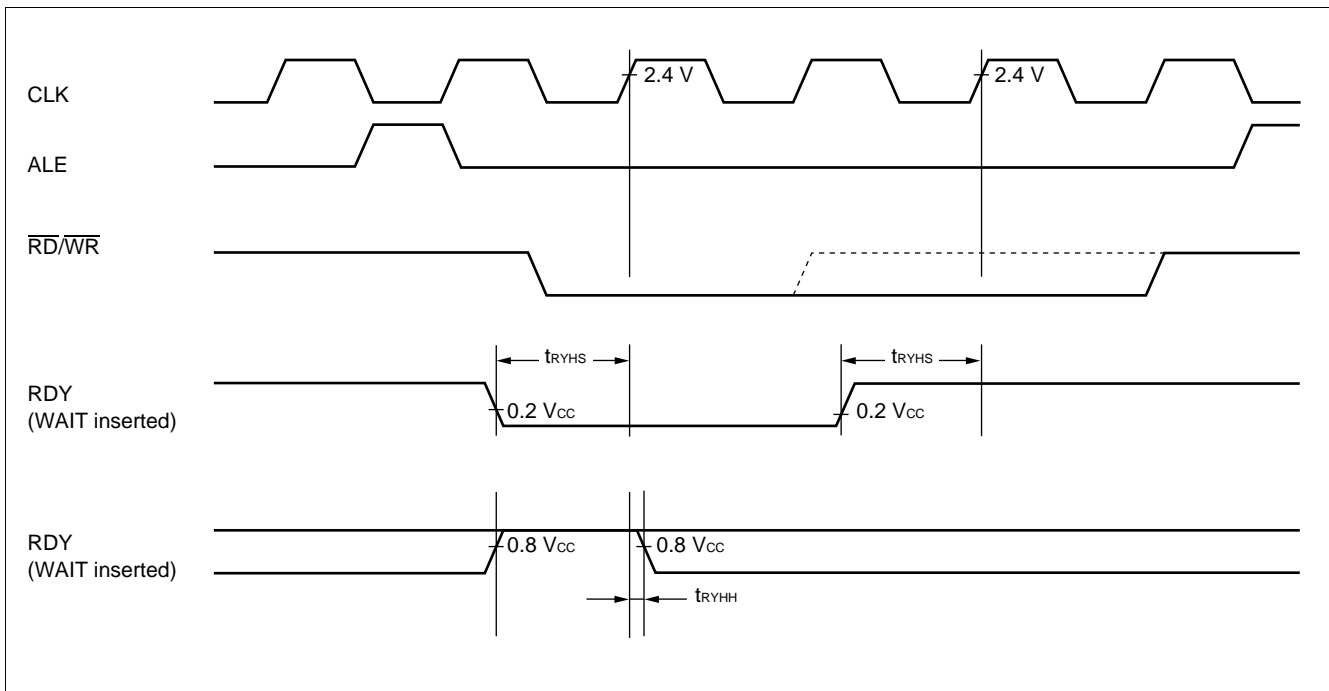 CLK
2.4 V
2.4 V
ALE
RD/WR
tRYHS
tRYHS
RDY
(WAIT inserted)
0.2 VCC
0.2 VCC
RDY
(WAIT inserted)
0.8 VCC
0.8 VCC
tRYHH